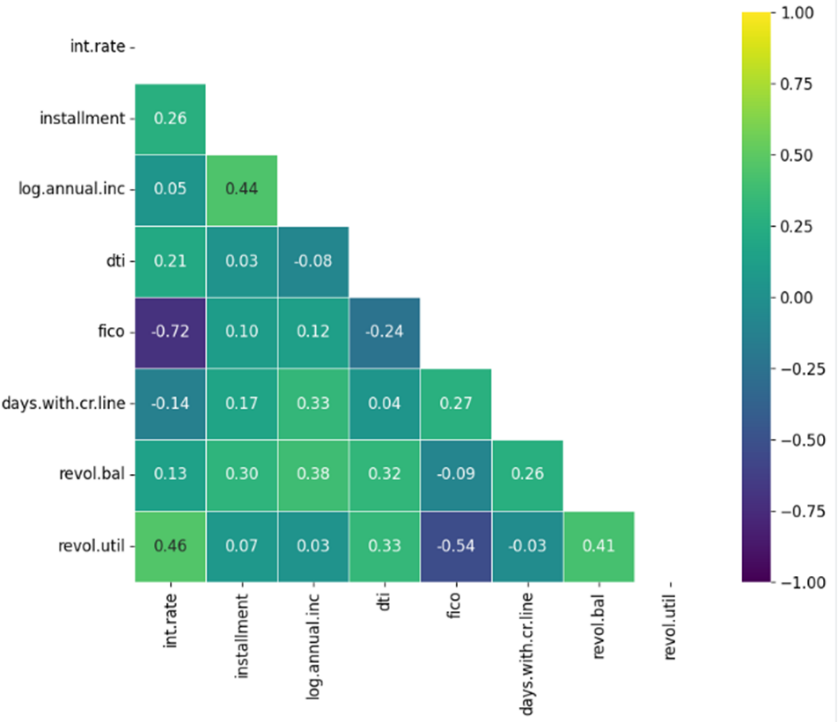 1.00
int.rate
0.75
installment 0.26
0.50
log.annual.inc 0.05 0.44
0.25
dti 0.21 0.03 -0.08
0.00
fico -0.72 0.10 0.12 -0.24
-0.25
days.with.cr.line -0.14 0.17 0.33 0.04 0.27
-0.50
revol.bal 0.13 0.30 0.38 0.32 -0.09 0.26
-0.75
revol.util 0.46 0.07 0.03 0.33 -0.54 -0.03 0.41
-1.00
int.rate
installment
log.annual.inc
dti
fico
days.with.cr.line
revol.bal
revol.util